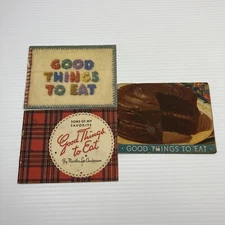 GOOD
THINGS
TO EAT
SOME OF MY
FAVORITE
Good Things
to Eat
By Martha Lee Anderson
GOOD THINGS TO EAT